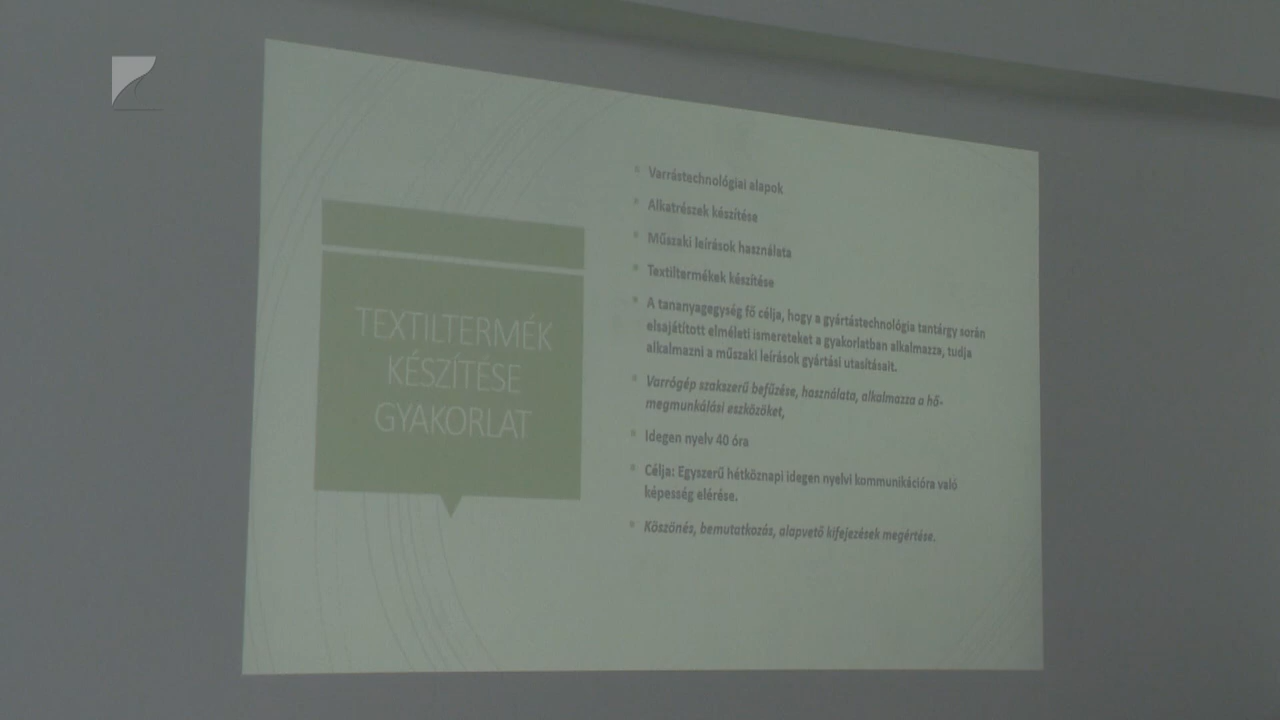 TEXTILTERMÉK
KÉSZÍTÉSE
GYAKORLAT
Varrástechnológiai alapok
Alkatrészek készítése
Műszaki leírások használata
Textiltermékek készítése
A tananyagegység fő célja, hogy a gyártástechnológia tantárgy során
elsajátított elméleti ismereteket a gyakorlatban alkalmazza, tudja
alkalmazni a műszaki leírások gyártási utasításait.
Varrógép szakszerű befűzése, használata, alkalmazza a hő-
megmunkálási eszközöket,
Idegen nyelv 40 óra
Célja: Egyszerű hétköznapi idegen nyelvi kommunikációra való
képesség elérése.
Köszönés, bemutatkozás, alapvető kifejezések megértése.